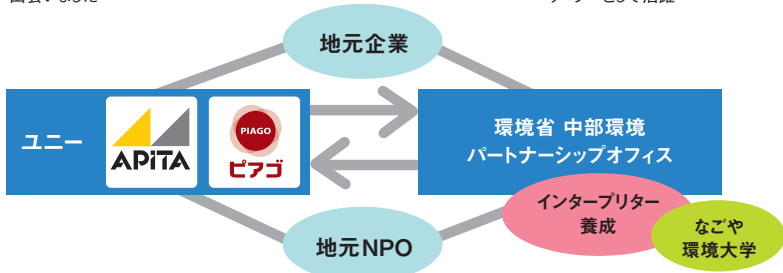 地元企業
ユニー
APiTA
PIAGO
ピアゴ
環境省 中部環境
パートナーシップオフィス
インタープリター
養成
なごや
環境大学
地元NPO